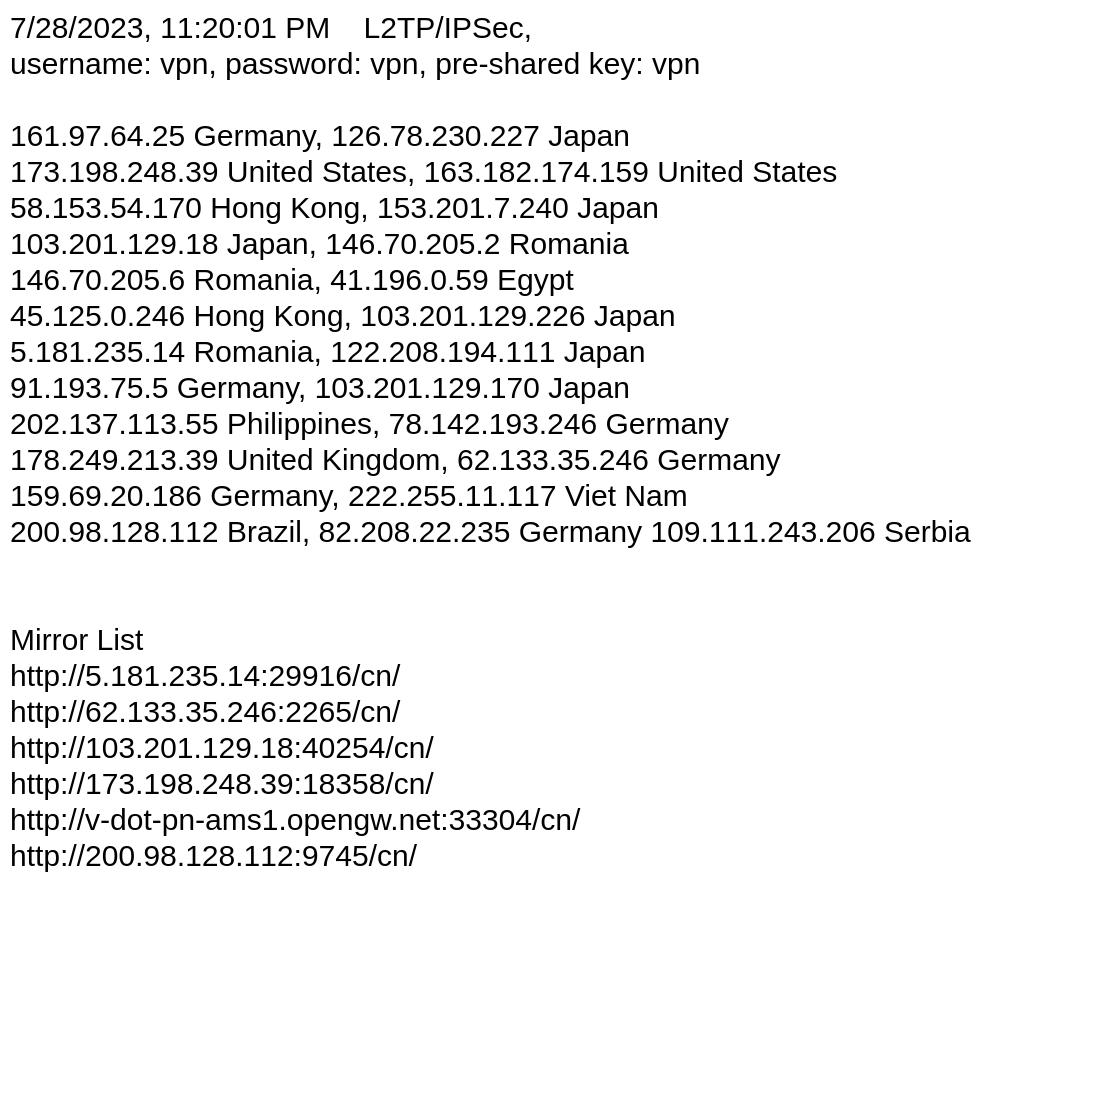 7/28/2023, 11:20:01 PM    L2TP/IPSec,
username: vpn, password: vpn, pre-shared key: vpn
161.97.64.25 Germany, 126.78.230.227 Japan
173.198.248.39 United States, 163.182.174.159 United States
58.153.54.170 Hong Kong, 153.201.7.240 Japan
103.201.129.18 Japan, 146.70.205.2 Romania
146.70.205.6 Romania, 41.196.0.59 Egypt
45.125.0.246 Hong Kong, 103.201.129.226 Japan
5.181.235.14 Romania, 122.208.194.111 Japan
91.193.75.5 Germany, 103.201.129.170 Japan
202.137.113.55 Philippines, 78.142.193.246 Germany
178.249.213.39 United Kingdom, 62.133.35.246 Germany
159.69.20.186 Germany, 222.255.11.117 Viet Nam
200.98.128.112 Brazil, 82.208.22.235 Germany 109.111.243.206 Serbia
Mirror List
http://5.181.235.14:29916/cn/
http://62.133.35.246:2265/cn/
http://103.201.129.18:40254/cn/
http://173.198.248.39:18358/cn/
http://v-dot-pn-ams1.opengw.net:33304/cn/
http://200.98.128.112:9745/cn/